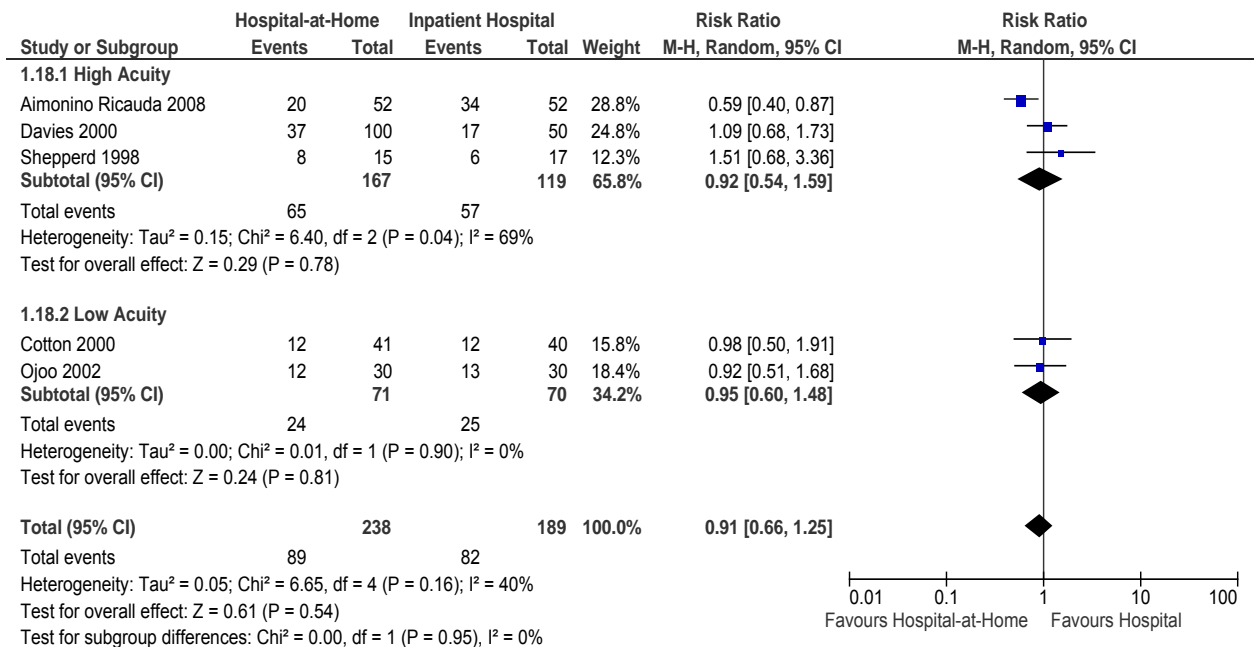 Hospital-at-Home Inpatient Hospital Risk Ratio Risk Ratio
Study or Subgroup Events Total Events Total Weight M-H, Random, 95% CI M-H, Random, 95% CI
1.18.1 High Acuity
Aimonino Ricauda 2008 20 52 34 52 28.8% 0.59 [0.40, 0.87]
Davies 2000 37 100 17 50 24.8% 1.09 [0.68, 1.73]
Shepperd 1998 8 15 6 17 12.3% 1.51 [0.68, 3.36]
Subtotal (95% CI) 167 119 65.8% 0.92 [0.54, 1.59]
Total events 65 57
Heterogeneity: Tau² = 0.15; Chi² = 6.40, df = 2 (P = 0.04); I² = 69%
Test for overall effect: Z = 0.29 (P = 0.78)
1.18.2 Low Acuity
Cotton 2000 12 41 12 40 15.8% 0.98 [0.50, 1.91]
Ojoo 2002 12 30 13 30 18.4% 0.92 [0.51, 1.68]
Subtotal (95% CI) 71 70 34.2% 0.95 [0.60, 1.48]
Total events 24 25
Heterogeneity: Tau² = 0.00; Chi² = 0.01, df = 1 (P = 0.90); I² = 0%
Test for overall effect: Z = 0.24 (P = 0.81)
Total (95% CI) 238 189 100.0% 0.91 [0.66, 1.25]
Total events 89 82
Heterogeneity: Tau² = 0.05; Chi² = 6.65, df = 4 (P = 0.16); I² = 40%
Test for overall effect: Z = 0.61 (P = 0.54)
Test for subgroup differences: Chi² = 0.00, df = 1 (P = 0.95), I² = 0%
0.01 0.1 1 10 100
Favours Hospital-at-Home Favours Hospital